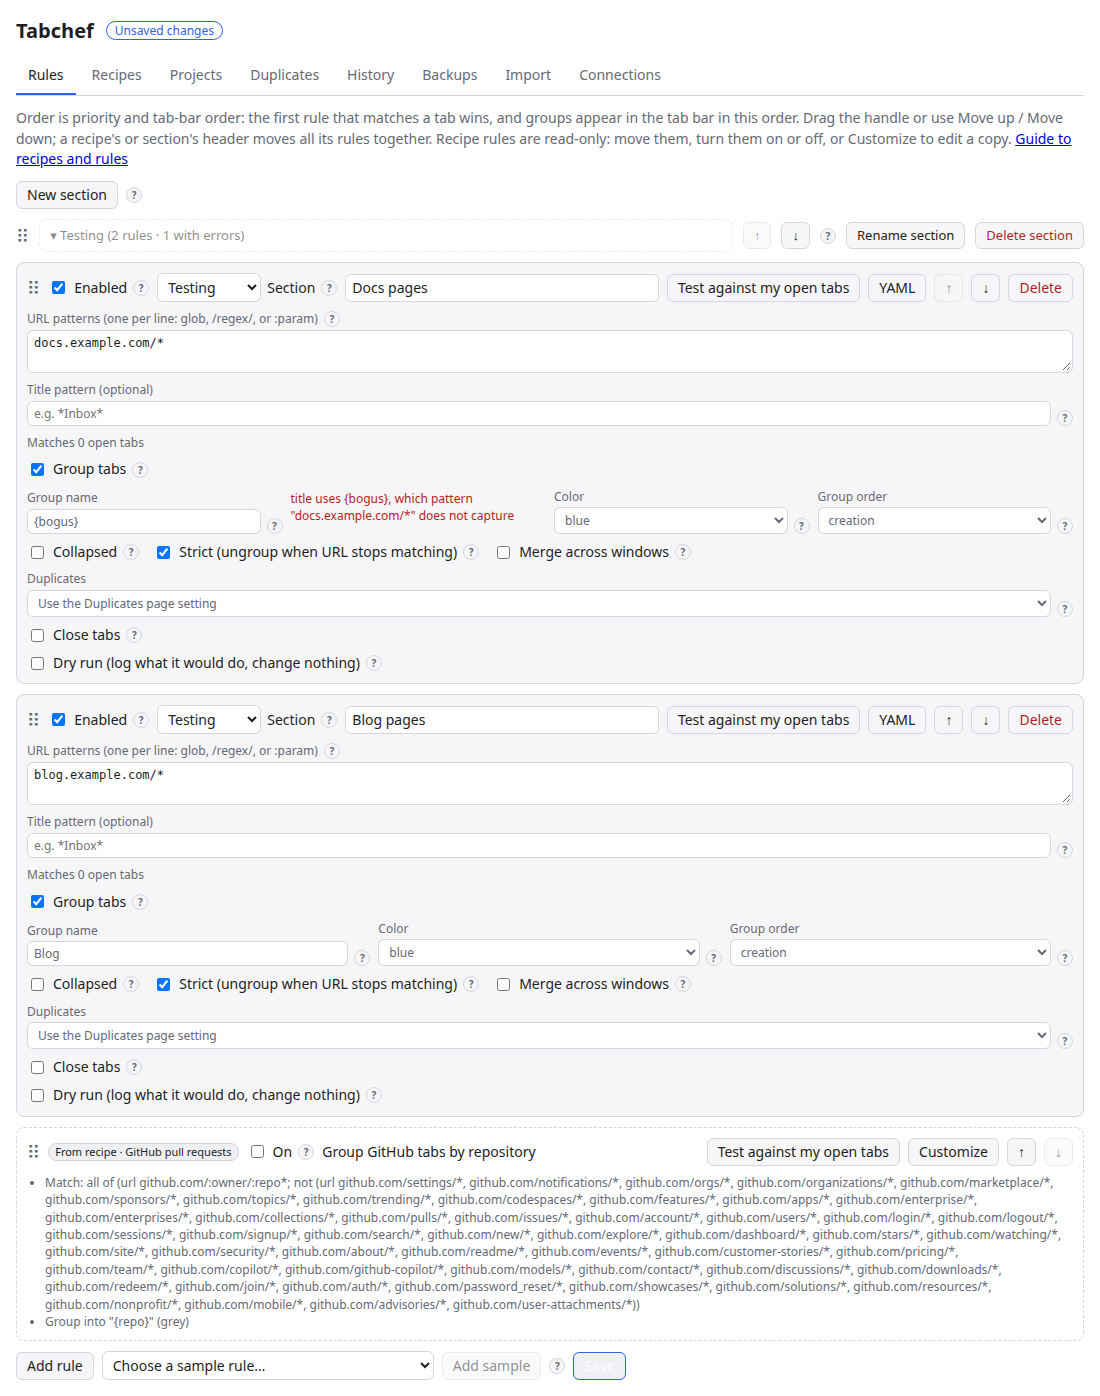 Tabchef Unsaved changes
Rules Recipes Projects Duplicates History Backups Import Connections
Order is priority and tab-bar order: the first rule that matches a tab wins, and groups appear in the tab bar in this order. Drag the handle or use Move up / Move
down; a recipe's or section's header moves all its rules together. Recipe rules are read-only: move them, turn them on or off, or Customize to edit a copy. Guide to
recipes and rules
New section ?
▾ Testing (2 rules · 1 with errors) ↑ ↓ ? Rename section Delete section
Enabled ? Testing Section ? Docs pages Test against my open tabs YAML ↑ ↓ Delete
URL patterns (one per line: glob, /regex/, or :param) ?
docs.example.com/*
Title pattern (optional)
e.g. *Inbox* ?
Matches 0 open tabs
Group tabs ?
Group name title uses {bogus}, which pattern Color Group order
{bogus} ? "docs.example.com/*" does not capture blue ? creation ?
Collapsed ? Strict (ungroup when URL stops matching) ? Merge across windows ?
Duplicates
Use the Duplicates page setting ?
Close tabs ?
Dry run (log what it would do, change nothing) ?
Enabled ? Testing Section ? Blog pages Test against my open tabs YAML ↑ ↓ Delete
URL patterns (one per line: glob, /regex/, or :param) ?
blog.example.com/*
Title pattern (optional)
e.g. *Inbox* ?
Matches 0 open tabs
Group tabs ?
Group name Color Group order
Blog ? blue ? creation ?
Collapsed ? Strict (ungroup when URL stops matching) ? Merge across windows ?
Duplicates
Use the Duplicates page setting ?
Close tabs ?
Dry run (log what it would do, change nothing) ?
From recipe · GitHub pull requests On ? Group GitHub tabs by repository Test against my open tabs Customize ↑ ↓
• Match: all of (url github.com/:owner/:repo*; not (url github.com/settings/*, github.com/notifications/*, github.com/orgs/*, github.com/organizations/*, github.com/marketplace/*,
github.com/sponsors/*, github.com/topics/*, github.com/trending/*, github.com/codespaces/*, github.com/features/*, github.com/apps/*, github.com/enterprise/*,
github.com/enterprises/*, github.com/collections/*, github.com/pulls/*, github.com/issues/*, github.com/account/*, github.com/users/*, github.com/login/*, github.com/logout/*,
github.com/sessions/*, github.com/signup/*, github.com/search/*, github.com/new/*, github.com/explore/*, github.com/dashboard/*, github.com/stars/*, github.com/watching/*,
github.com/site/*, github.com/security/*, github.com/about/*, github.com/readme/*, github.com/events/*, github.com/customer-stories/*, github.com/pricing/*,
github.com/team/*, github.com/copilot/*, github.com/github-copilot/*, github.com/models/*, github.com/contact/*, github.com/discussions/*, github.com/downloads/*,
github.com/redeem/*, github.com/join/*, github.com/auth/*, github.com/password_reset/*, github.com/showcases/*, github.com/solutions/*, github.com/resources/*,
github.com/nonprofit/*, github.com/mobile/*, github.com/advisories/*, github.com/user-attachments/*))
• Group into "{repo}" (grey)
Add rule Choose a sample rule... Add sample ? Save